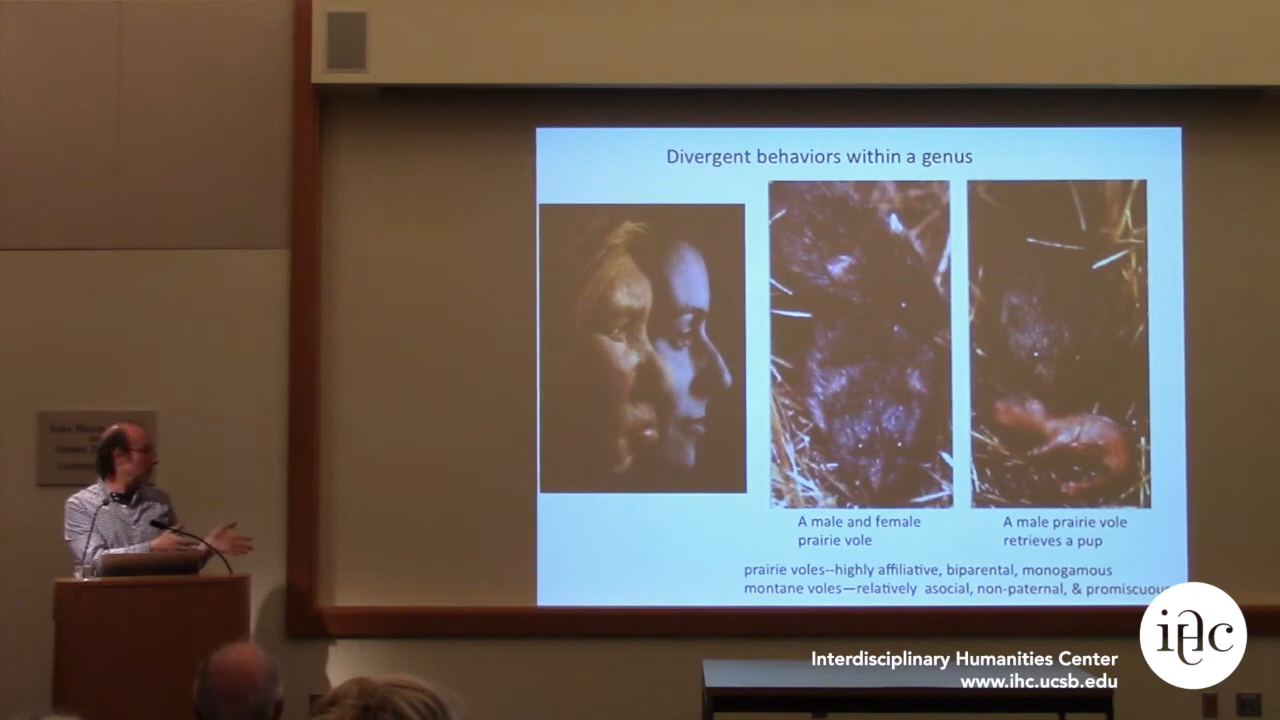 Divergent behaviors within a genus
A male and female
prairie vole
A male prairie vole
retrieves a pup
prairie voles--highly affiliative, biparental, monogamous
montane voles—relatively asocial, non-paternal, & promiscuous
ihc
Interdisciplinary Humanities Center
www.ihc.ucsb.edu